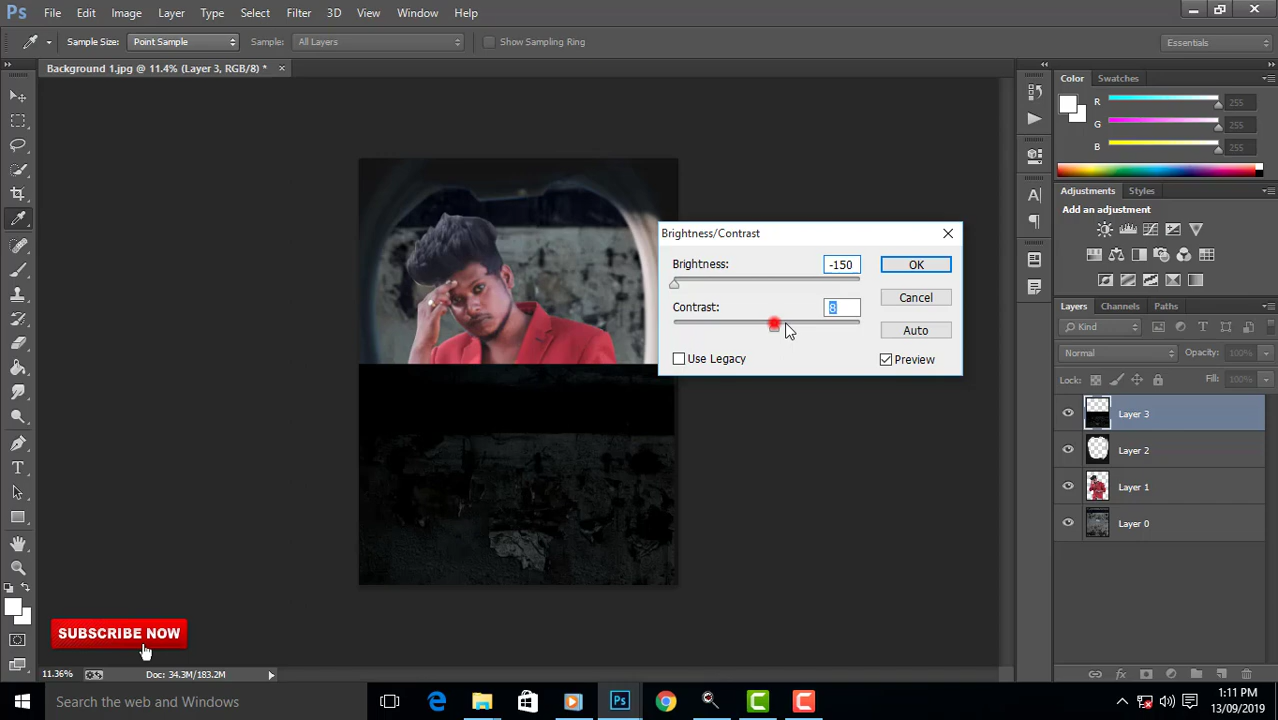 Ps File Edit Image Layer Type Select Filter 3D View Window Help
Sample Size: Point Sample Sample: All Layers Show Sampling Ring Essentials
Background 1.jpg @ 11.4% (Layer 3, RGB/8) *
Color Swatches
R 255
G 255
B 255
Adjustments Styles
Add an adjustment
Brightness/Contrast
Brightness: -150 OK
Contrast: 8 Cancel
Auto
Use Legacy Preview
Layers Channels Paths
Kind
Normal Opacity: 100%
Lock: Fill: 100%
Layer 3
Layer 2
Layer 1
Layer 0
SUBSCRIBE NOW
11.36% Doc: 34.3M/183.2M
Search the web and Windows
Ps
1:11 PM
13/09/2019